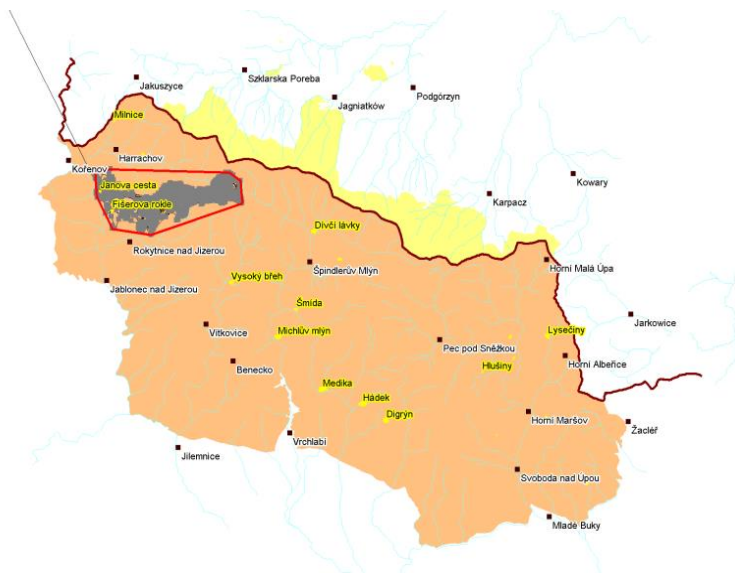 Szklarska Poreba
Jakuszyce
Podgórzyn
Jagniatków
Milnice
Harrachov
Kořenov
Kowary
Janova cesta
Karpacz
Fišerova rokle
Dívčí lávky
Rokytnice nad Jizerou
Špindlerův Mlýn
Horní Malá Úpa
Vysoký břeh
Jablonec nad Jizerou
Šmída
Jarkowice
Vítkovice
Michlův mlýn
Lysečiny
Pec pod Sněžkou
Horní Albeřice
Benecko
Hlušiny
Medika
Hádek
Horní Maršov
Digrýn
Žacléř
Vrchlabí
Jilemnice
Svoboda nad Úpou
Mladé Buky